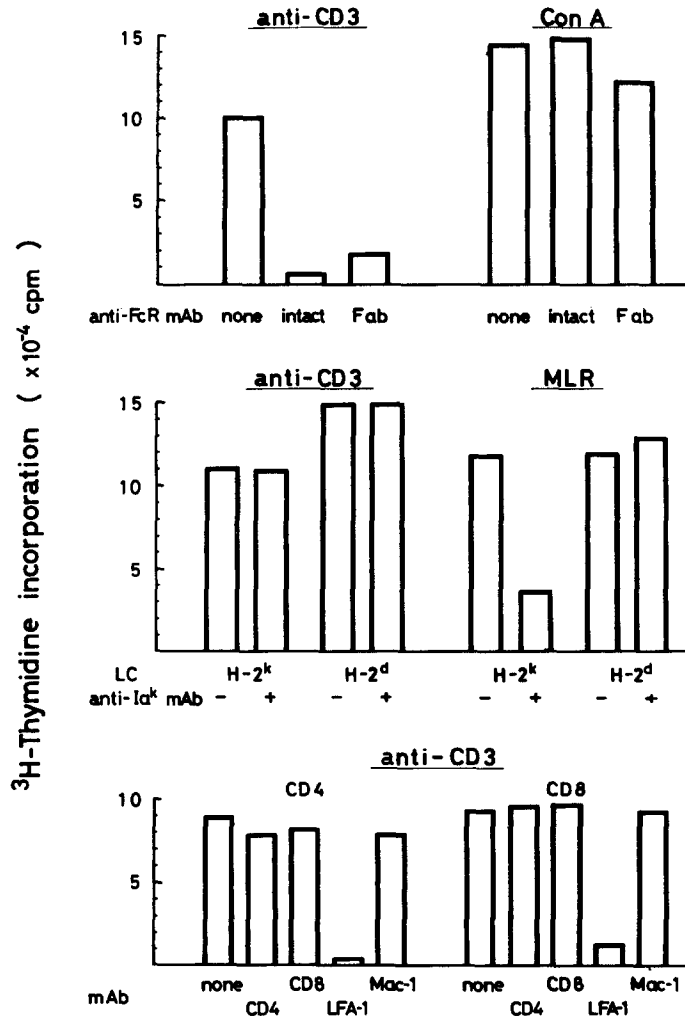 anti-CD3 Con A
15
10
5
anti-FcR mAb none intact Fab none intact Fab
³H-Thymidine incorporation ( x10⁻⁴ cpm )
anti-CD3 MLR
15
10
5
LC H-2ᵏ H-2ᵈ H-2ᵏ H-2ᵈ
anti-Iaᵏ mAb - + - + - + - +
anti-CD3
CD4 CD8
10
5
mAb none CD8 Mac-1 none CD8 Mac-1
CD4 LFA-1 CD4 LFA-1